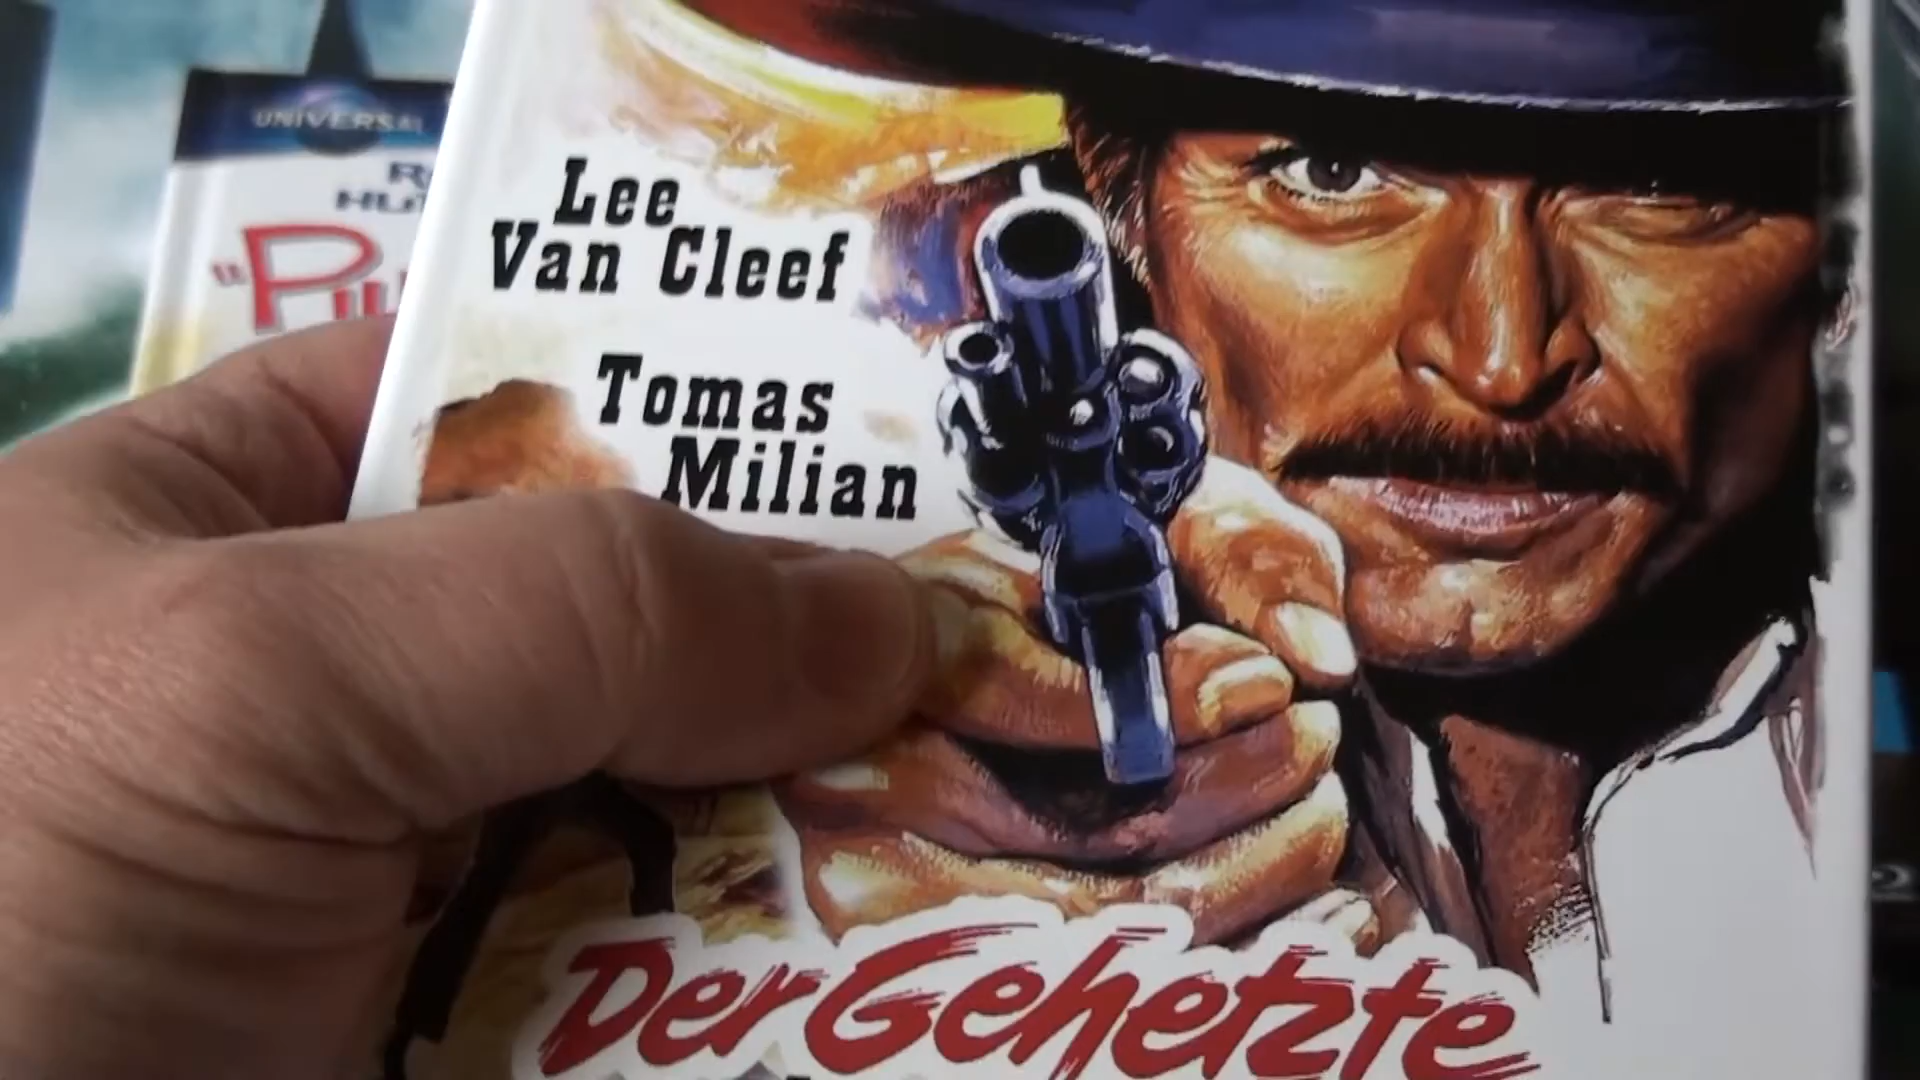 UNIVERSAL
Lee
Van Cleef
Tomas
Milian
Der Gehetzte